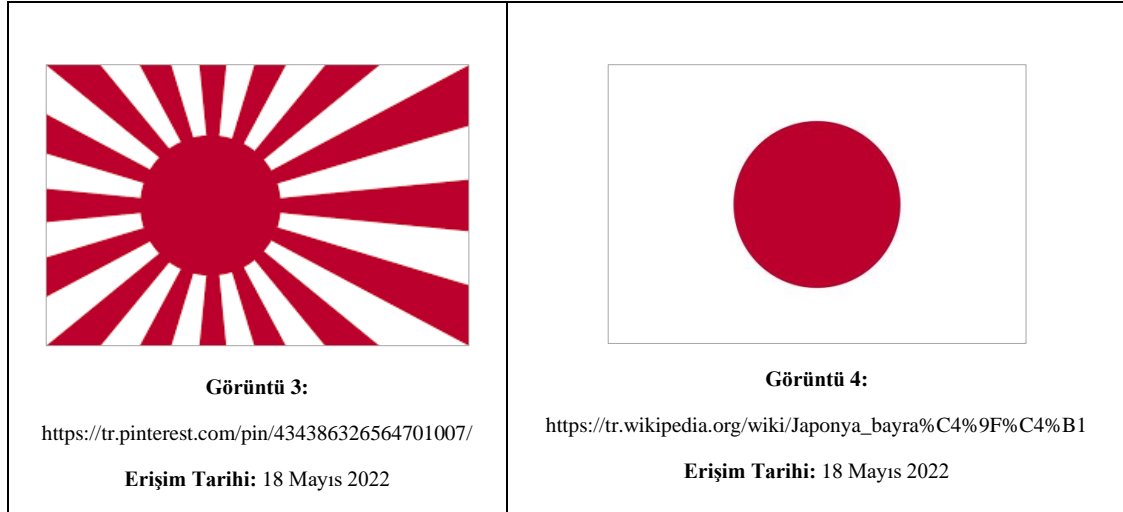 Görüntü 3:
https://tr.pinterest.com/pin/434386326564701007/
Erişim Tarihi: 18 Mayıs 2022
Görüntü 4:
https://tr.wikipedia.org/wiki/Japonya_bayra%C4%9F%C4%B1
Erişim Tarihi: 18 Mayıs 2022